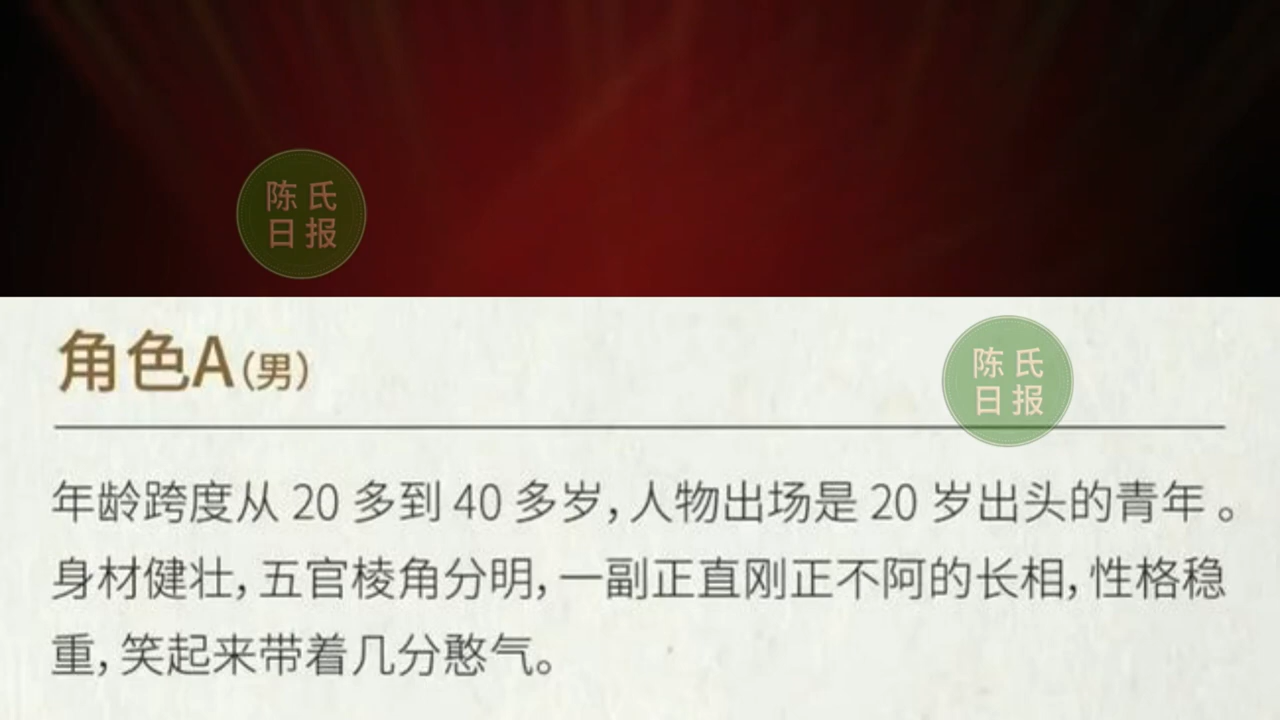 陈氏
日报
角色A(男)
陈氏
日报
年龄跨度从 20 多到 40 多岁,人物出场是 20 岁出头的青年。
身材健壮,五官棱角分明,一副正直刚正不阿的长相,性格稳
重,笑起来带着几分憨气。